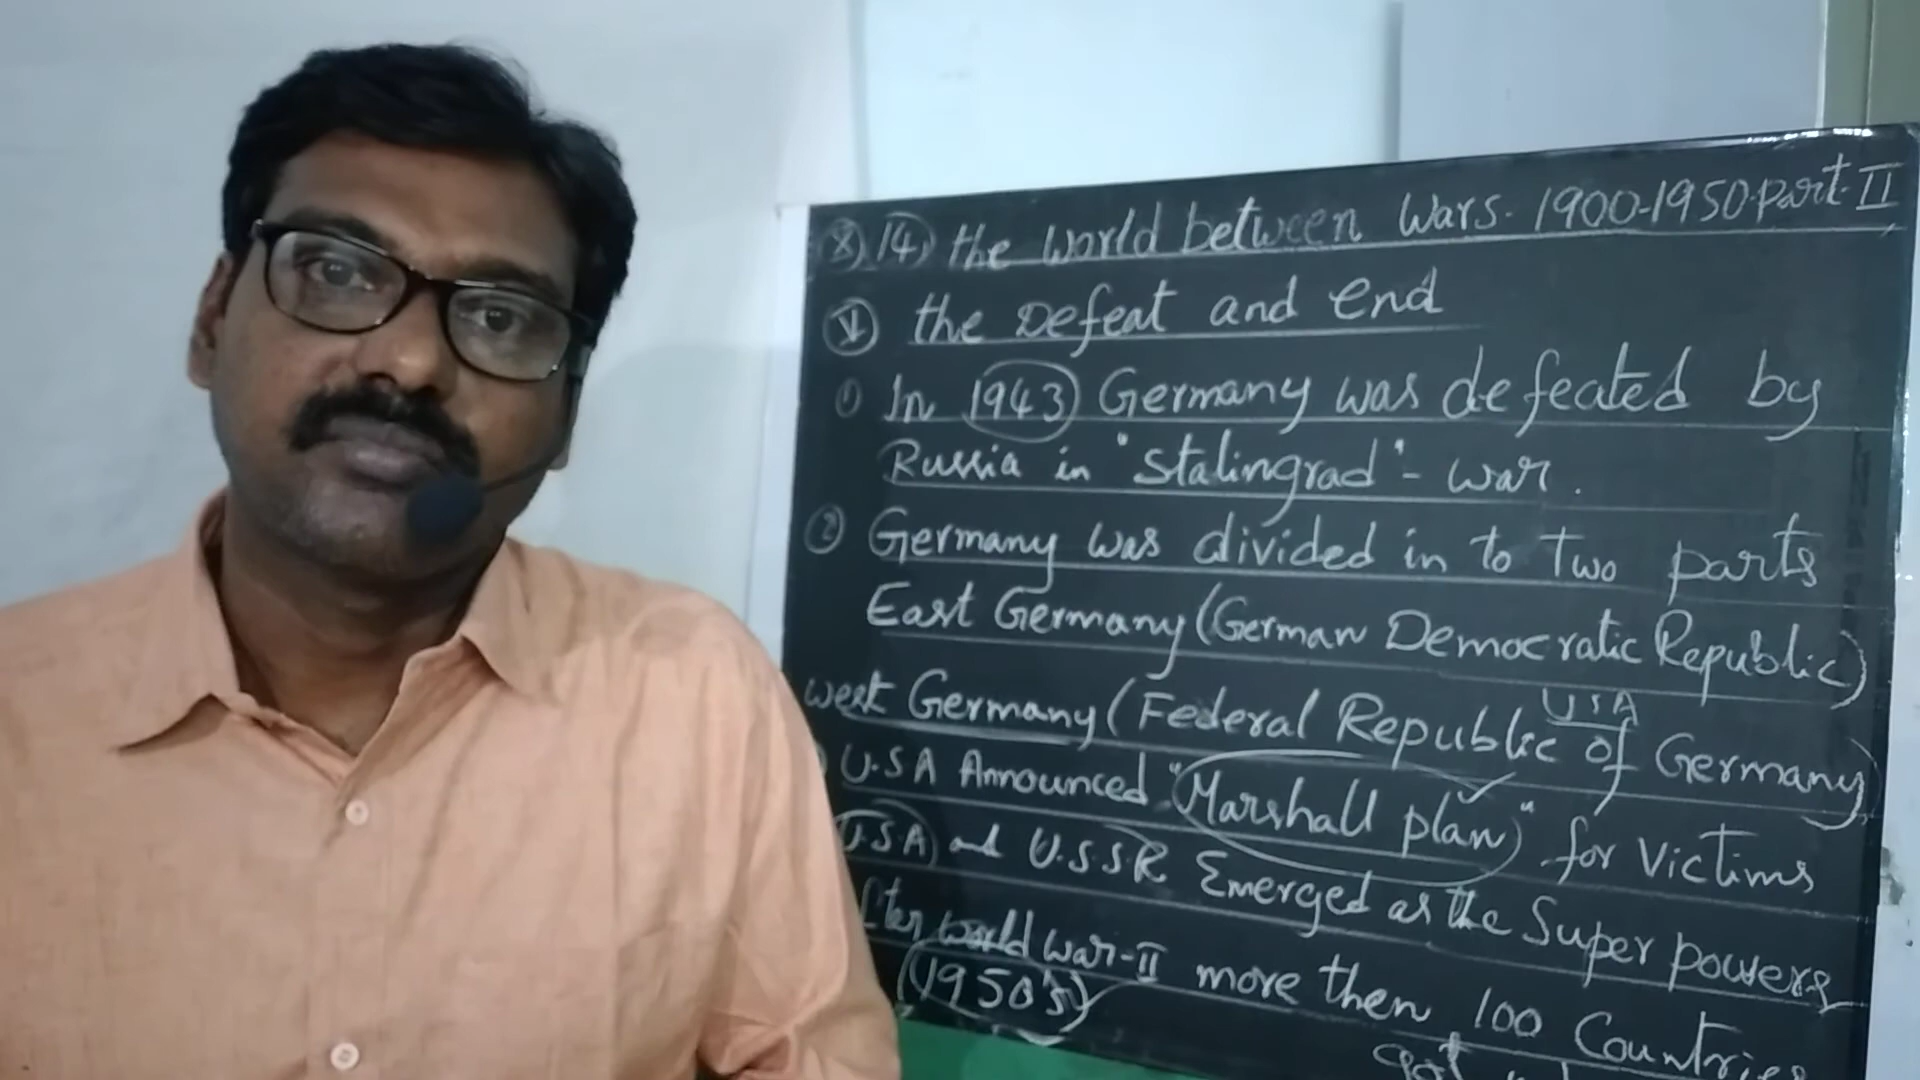 8) 14) the World between Wars. 1900-1950. part-II
V the Defeat and End
① In 1943 Germany was defeated by
Russia in "Stalingrad"- war.
② Germany was divided in to Two parts
East Germany (German Democratic Republic)
USA
West Germany (Federal Republic of Germany)
U.S.A Announced "Marshall plan" for Victims
U.S.A and U.S.S.R Emerged as the Super powers
After World War-II more then 100 Countries
(1950's)